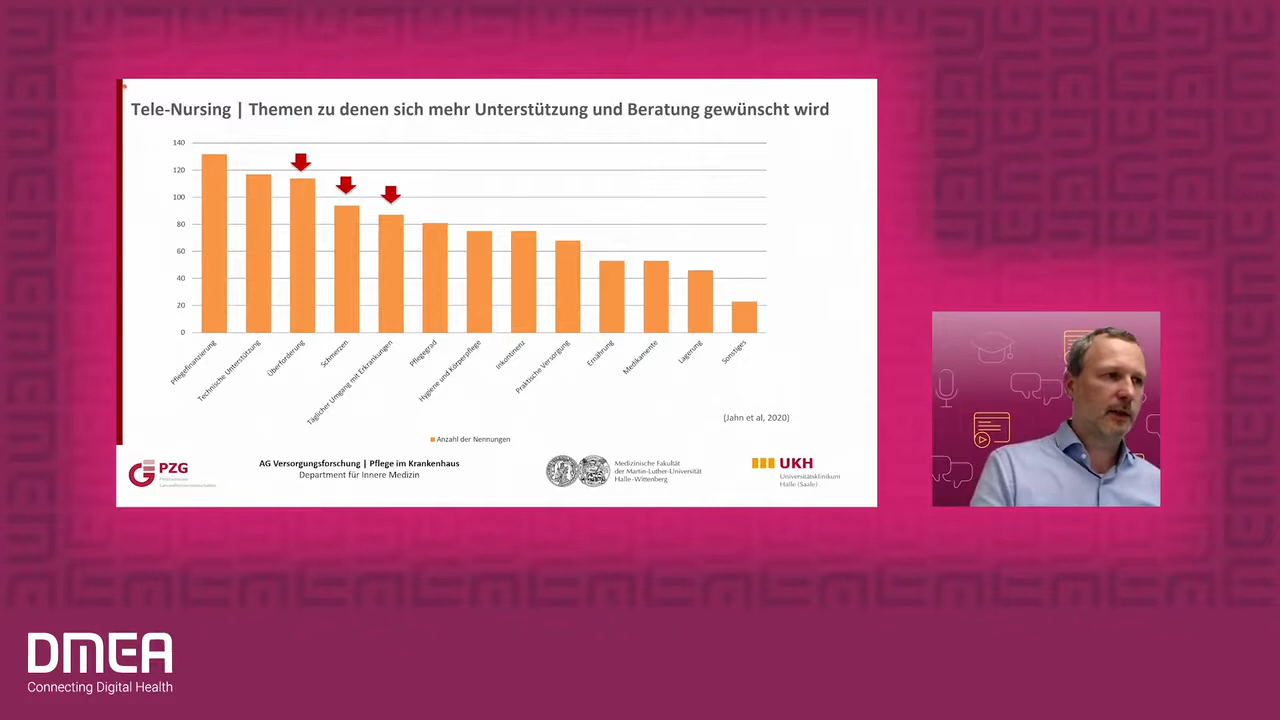 Tele-Nursing | Themen zu denen sich mehr Unterstützung und Beratung gewünscht wird
140
120
100
80
60
40
20
0
Pflegefinanzierung
Technische Unterstützung
Überforderung
Schmerzen
Täglicher Umgang mit Erkrankungen
Pflegegrad
Hygiene und Körperpflege
Inkontinenz
Praktische Versorgung
Ernährung
Medikamente
Lagerung
Sonstiges
(Jahn et al, 2020)
Anzahl der Nennungen
PZG
AG Versorgungsforschung | Pflege im Krankenhaus
Department für Innere Medizin
Medizinische Fakultät
der Martin-Luther-Universität
Halle-Wittenberg
UKH
Universitätsklinikum
Halle (Saale)
DMEA
Connecting Digital Health